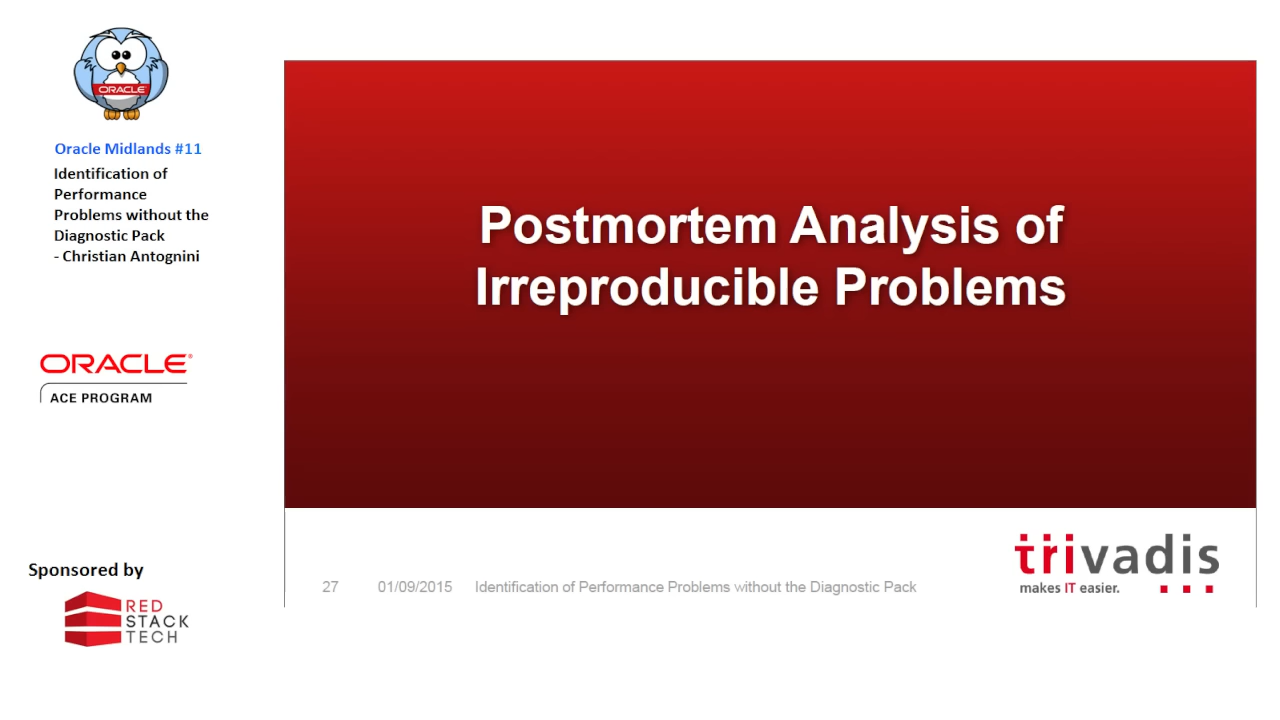 ORACLE
Oracle Midlands #11
Identification of
Performance
Problems without the
Diagnostic Pack
- Christian Antognini
ORACLE®
ACE PROGRAM
Sponsored by
RED
STACK
TECH
Postmortem Analysis of
Irreproducible Problems
27 01/09/2015 Identification of Performance Problems without the Diagnostic Pack
trivadis
makes IT easier.